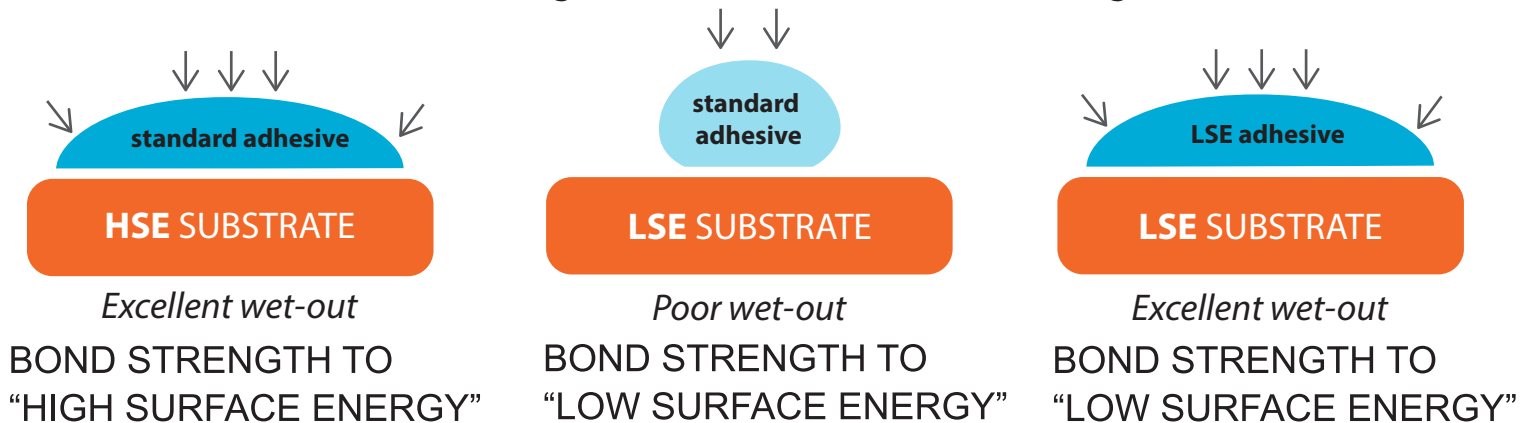 standard adhesive
HSE SUBSTRATE
Excellent wet-out
BOND STRENGTH TO
“HIGH SURFACE ENERGY”
standard
adhesive
LSE SUBSTRATE
Poor wet-out
BOND STRENGTH TO
“LOW SURFACE ENERGY”
LSE adhesive
LSE SUBSTRATE
Excellent wet-out
BOND STRENGTH TO
“LOW SURFACE ENERGY”